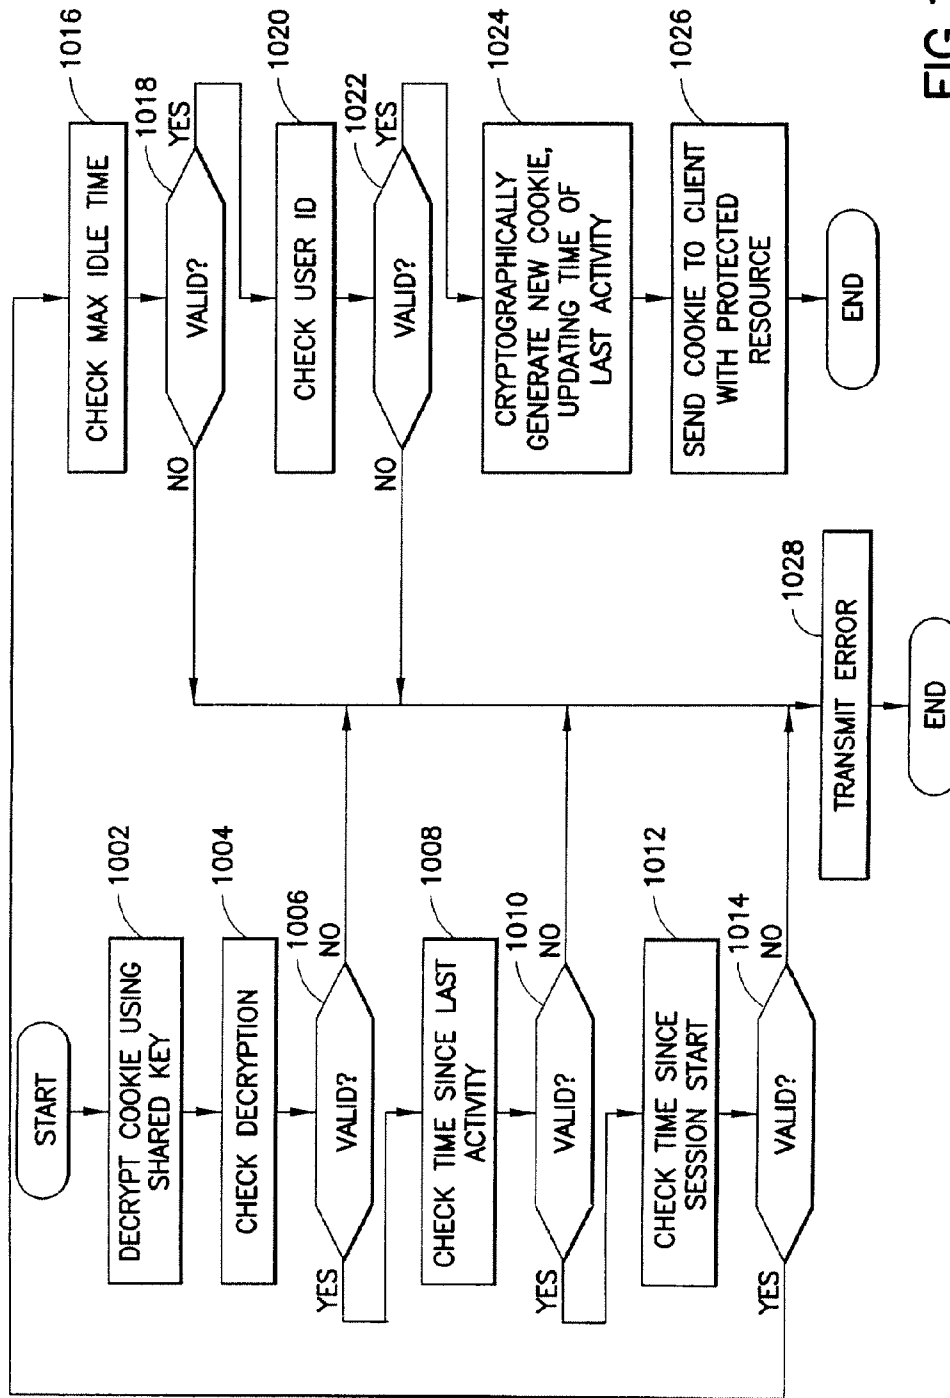 START
1002
DECRYPT COOKIE USING
SHARED KEY
1004
CHECK DECRYPTION
1006
VALID?
NO
YES
1008
CHECK TIME SINCE LAST
ACTIVITY
1010
VALID?
NO
YES
1012
CHECK TIME SINCE
SESSION START
1014
VALID?
NO
YES
1016
CHECK MAX IDLE TIME
1018
VALID?
YES
NO
1020
CHECK USER ID
1022
VALID?
YES
NO
1024
CRYPTOGRAPHICALLY
GENERATE NEW COOKIE,
UPDATING TIME OF
LAST ACTIVITY
1026
SEND COOKIE TO CLIENT
WITH PROTECTED
RESOURCE
END
1028
TRANSMIT ERROR
END
FIG.